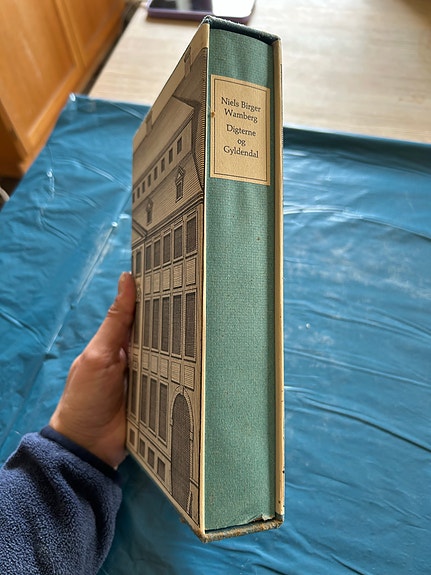 Niels Birger
Wamberg
Digterne
og
Gyldendal